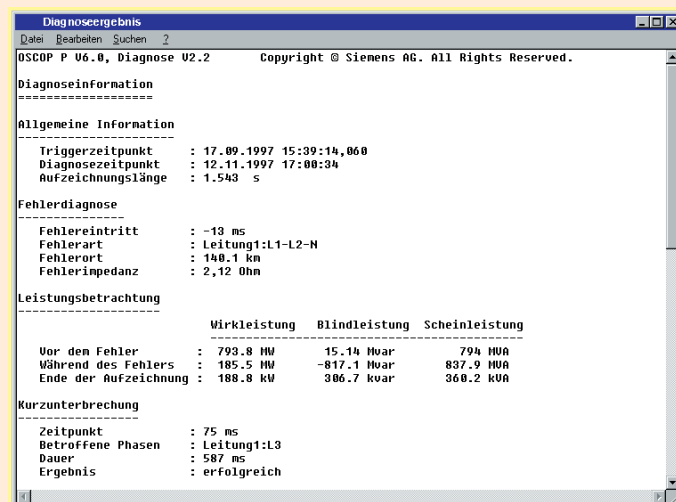 Diagnoseergebnis
Datei Bearbeiten Suchen ?
OSCOP P V6.0, Diagnose V2.2 Copyright © Siemens AG. All Rights Reserved.
Diagnoseinformation
===================
Allgemeine Information
----------------------
Triggerzeitpunkt : 17.09.1997 15:39:14,060
Diagnosezeitpunkt : 12.11.1997 17:00:34
Aufzeichnungslänge : 1.543 s
Fehlerdiagnose
---------------
Fehlereintritt : -13 ms
Fehlerart : Leitung1:L1-L2-N
Fehlerort : 140.1 km
Fehlerimpedanz : 2,12 Ohm
Leistungsbetrachtung
--------------------
Wirkleistung Blindleistung Scheinleistung
--------------------------------------------
Vor dem Fehler : 793.8 MW 15.14 Mvar 794 MVA
Während des Fehlers : 185.5 MW -817.1 Mvar 837.9 MVA
Ende der Aufzeichnung : 188.8 kW 306.7 kvar 360.2 kVA
Kurzunterbrechung
-----------------
Zeitpunkt : 75 ms
Betroffene Phasen : Leitung1:L3
Dauer : 587 ms
Ergebnis : erfolgreich